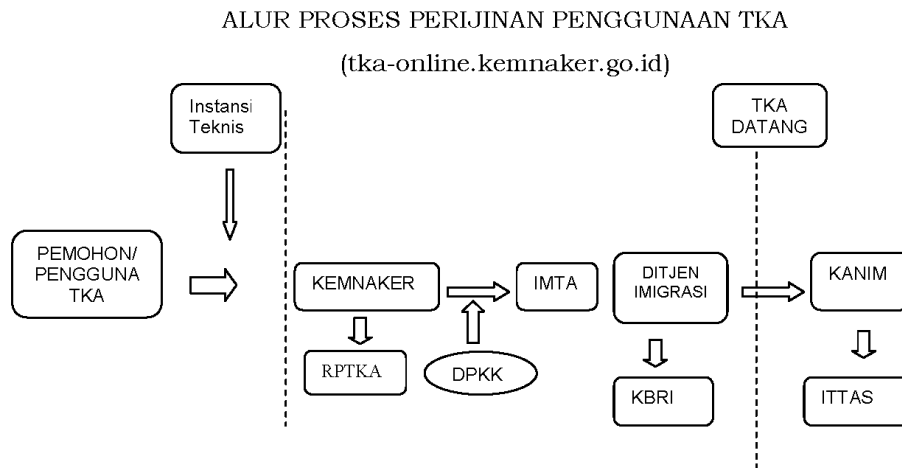 ALUR PROSES PERIJINAN PENGGUNAAN TKA
(tka-online.kemnaker.go.id)
Instansi
Teknis
TKA
DATANG
PEMOHON/
PENGGUNA
TKA
KEMNAKER
IMTA
DITJEN
IMIGRASI
KANIM
RPTKA
DPKK
KBRI
ITTAS